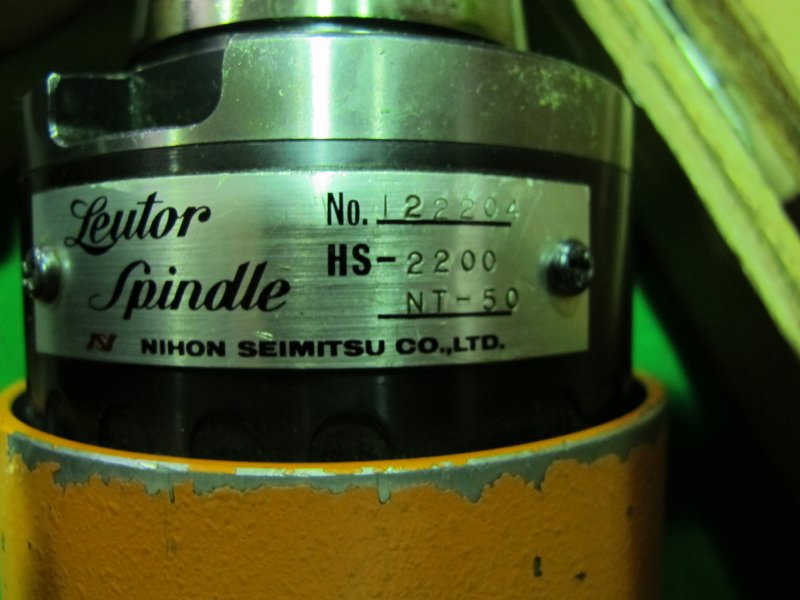 Leutor No. 122204
Spindle HS-2200
NT-50
N NIHON SEIMITSU CO.,LTD.